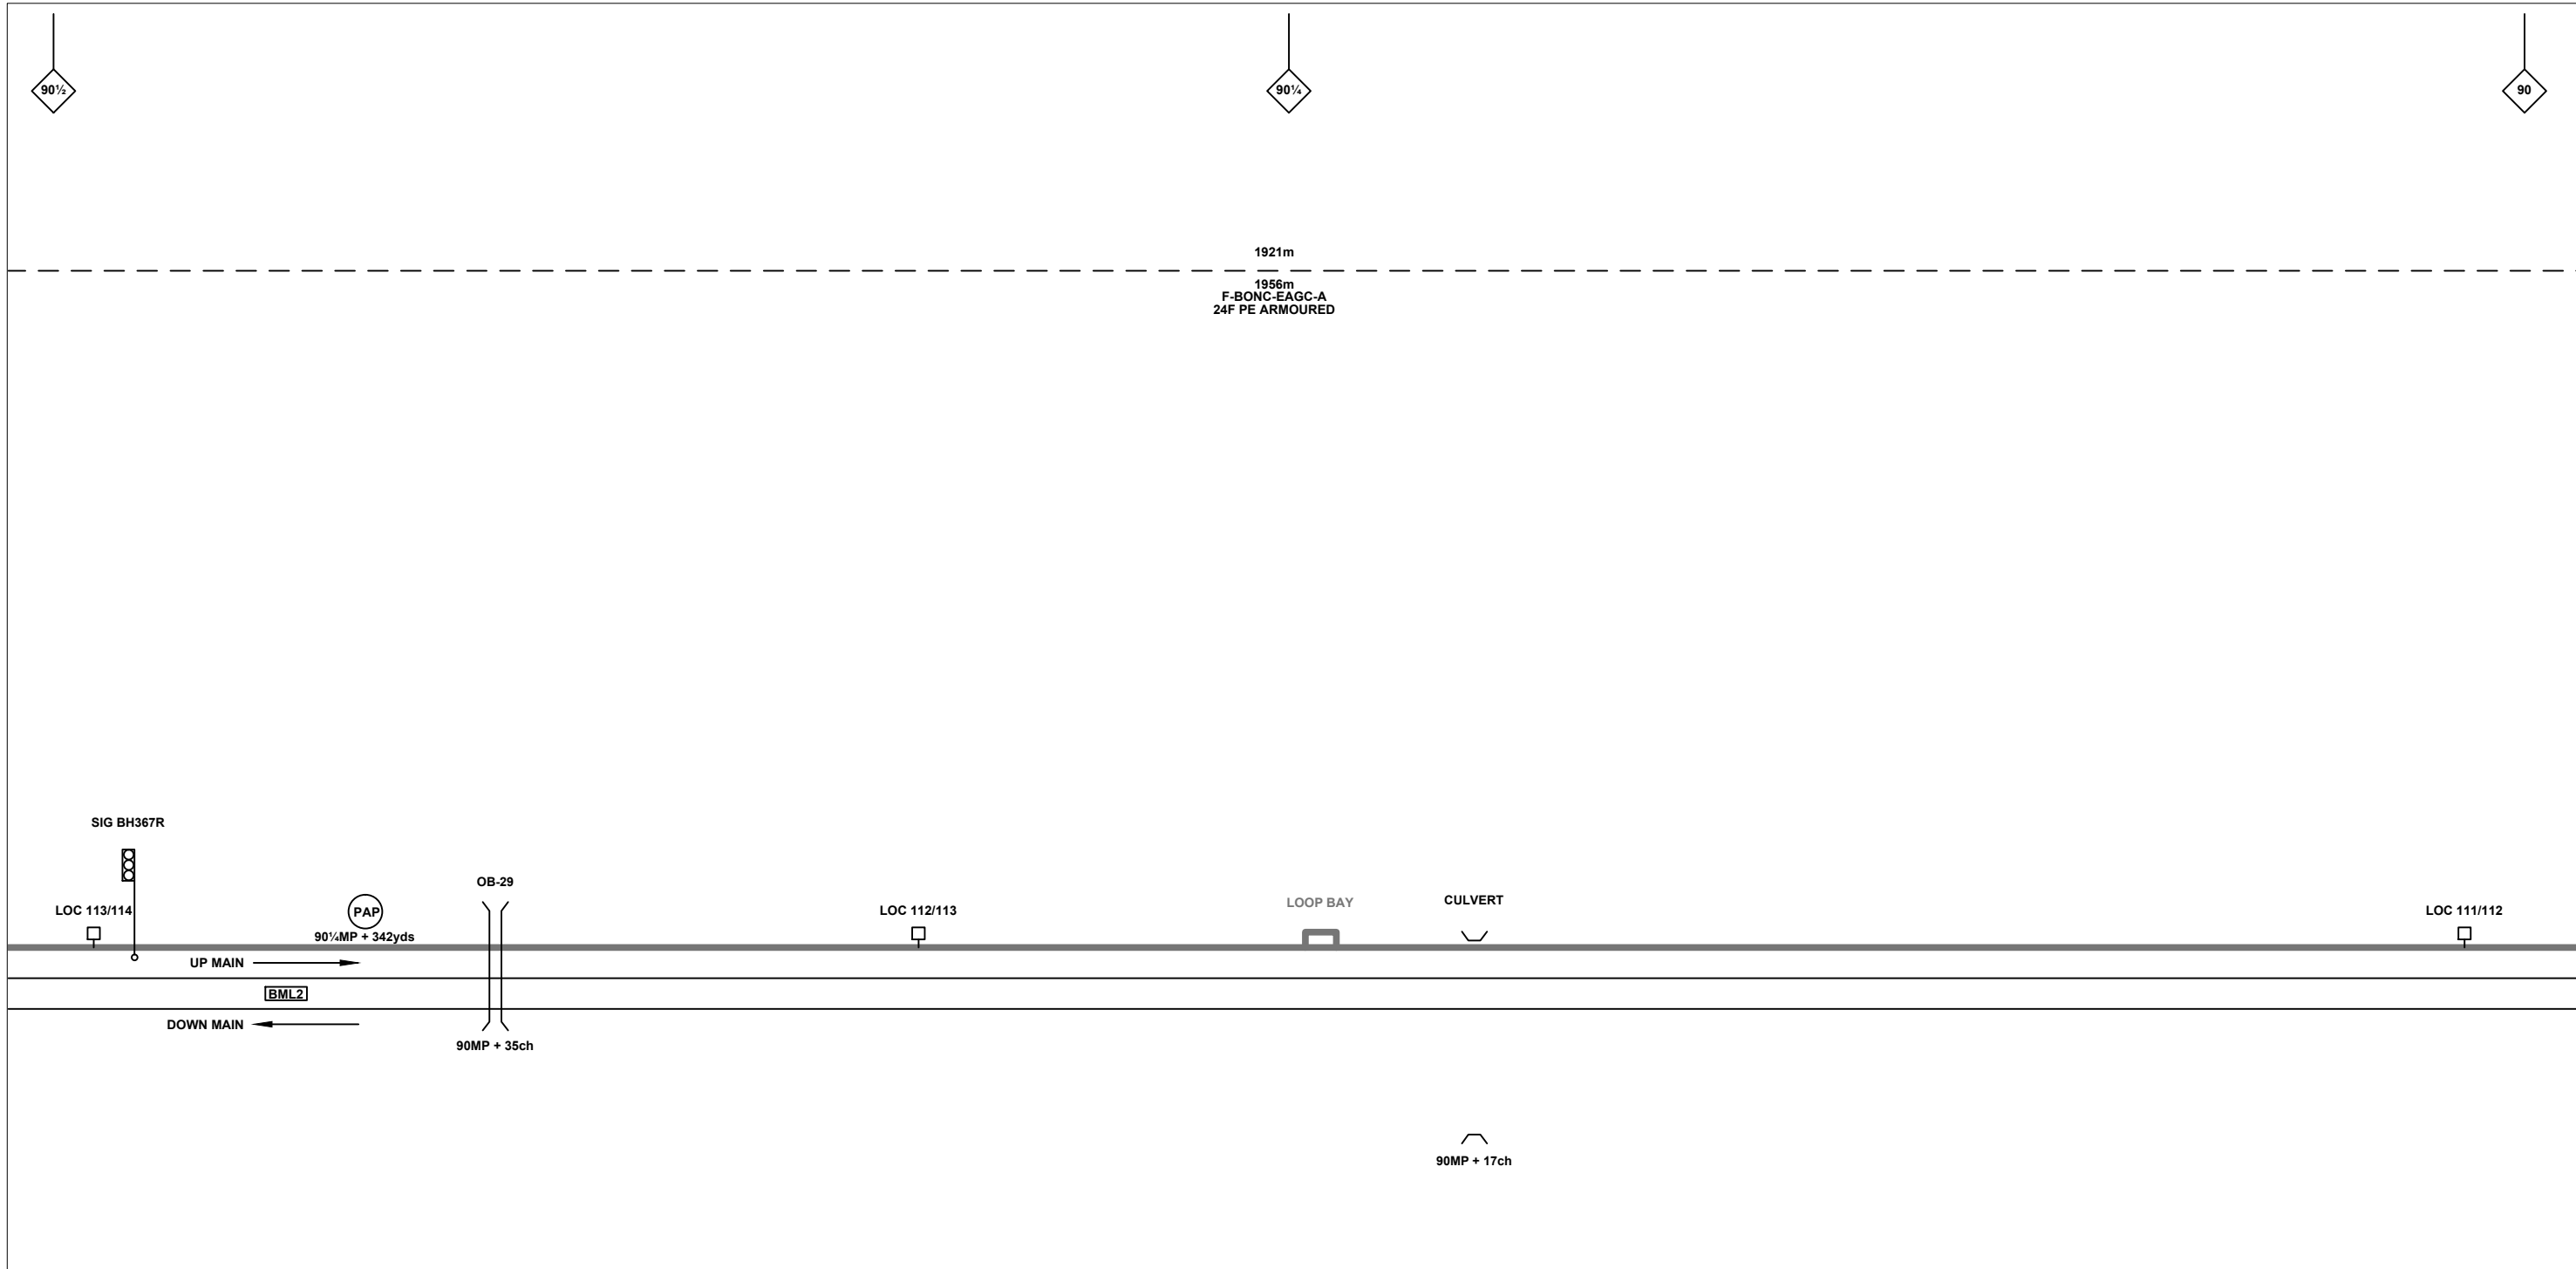 90½
90¼
90
1921m
1956m
F-BONC-EAGC-A
24F PE ARMOURED
SIG BH367R
OB-29
LOOP BAY
CULVERT
LOC 113/114
PAP
LOC 112/113
LOC 111/112
90¼MP + 342yds
UP MAIN
BML2
DOWN MAIN
90MP + 35ch
90MP + 17ch